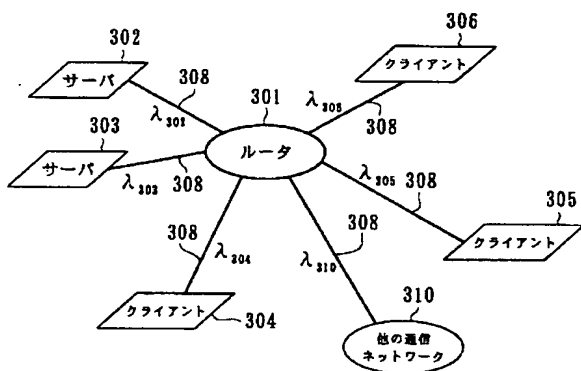 302
サーバ
308
λ302
306
クライアント
λ306
308
301
ルータ
303
サーバ
λ303
308
λ305
308
305
クライアント
308
λ304
クライアント
304
308
λ310
310
他の通信
ネットワーク